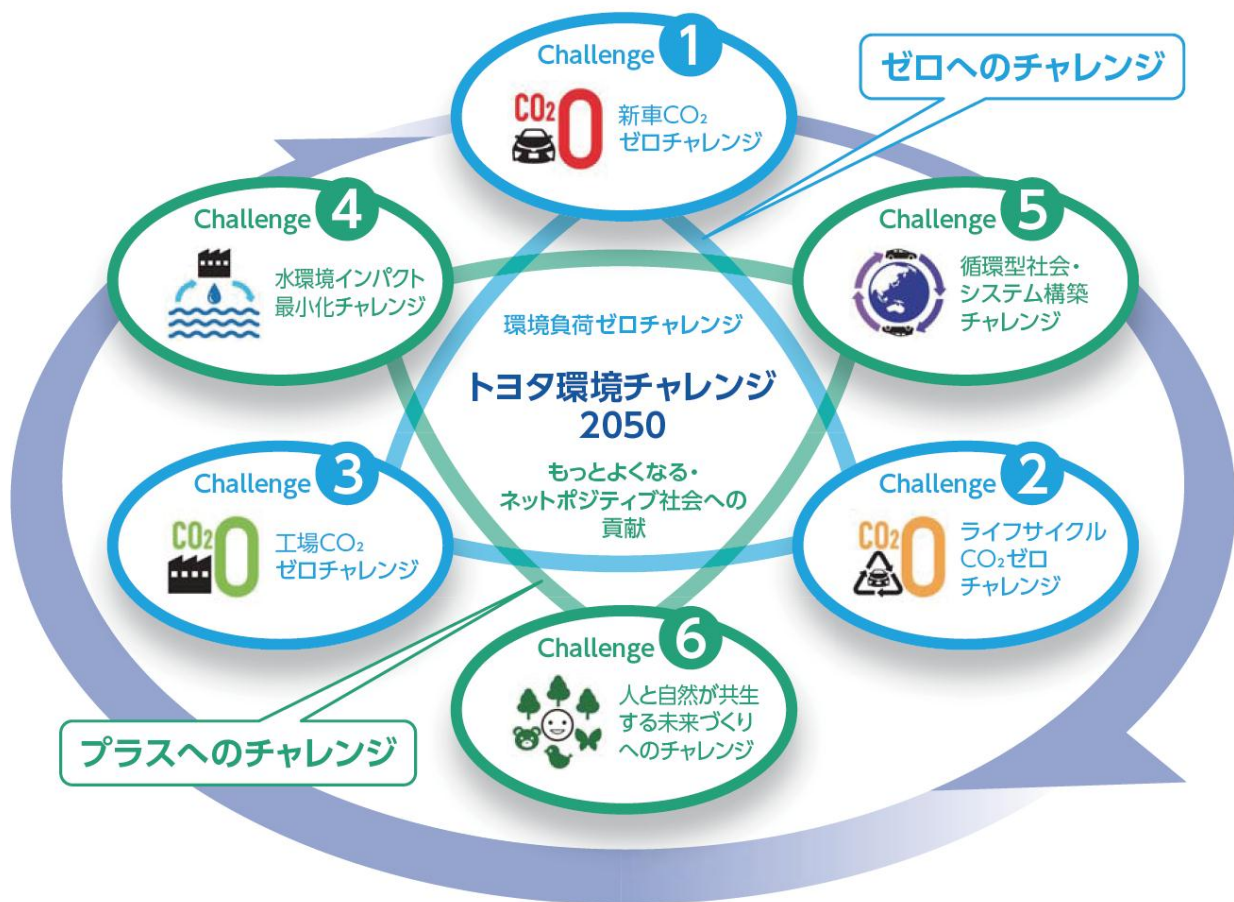 Challenge 1
CO₂ 0
新車CO₂
ゼロチャレンジ
ゼロへのチャレンジ
Challenge 4
水環境インパクト
最小化チャレンジ
Challenge 5
循環型社会・
システム構築
チャレンジ
環境負荷ゼロチャレンジ
トヨタ環境チャレンジ
2050
もっとよくなる・
ネットポジティブ社会への
貢献
Challenge 3
CO₂ 0
工場CO₂
ゼロチャレンジ
Challenge 2
CO₂ 0
ライフサイクル
CO₂ゼロ
チャレンジ
Challenge 6
人と自然が共生
する未来づくり
へのチャレンジ
プラスへのチャレンジ